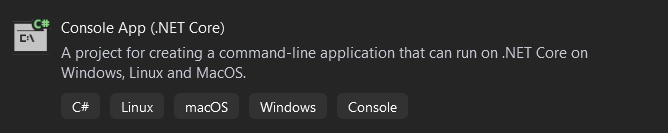 C#
C:\
Console App (.NET Core)
A project for creating a command-line application that can run on .NET Core on
Windows, Linux and MacOS.
C# Linux macOS Windows Console